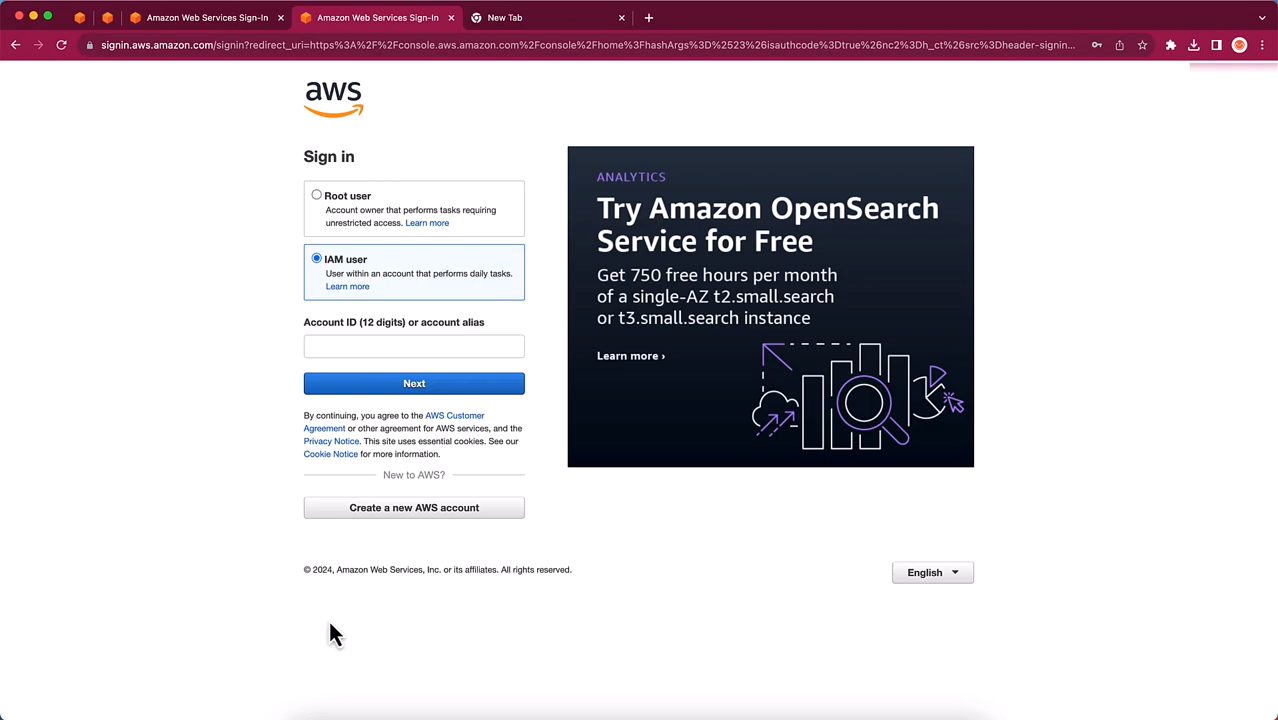 Amazon Web Services Sign-In
Amazon Web Services Sign-In
New Tab
signin.aws.amazon.com/signin?redirect_uri=https%3A%2F%2Fconsole.aws.amazon.com%2Fconsole%2Fhome%3FhashArgs%3D%2523%26isauthcode%3Dtrue%26nc2%3Dh_ct%26src%3Dheader-signin...
aws
Sign in
Root user
Account owner that performs tasks requiring
unrestricted access. Learn more
IAM user
User within an account that performs daily tasks.
Learn more
Account ID (12 digits) or account alias
Next
By continuing, you agree to the AWS Customer
Agreement or other agreement for AWS services, and the
Privacy Notice. This site uses essential cookies. See our
Cookie Notice for more information.
New to AWS?
Create a new AWS account
ANALYTICS
Try Amazon OpenSearch
Service for Free
Get 750 free hours per month
of a single-AZ t2.small.search
or t3.small.search instance
Learn more ›
© 2024, Amazon Web Services, Inc. or its affiliates. All rights reserved.
English